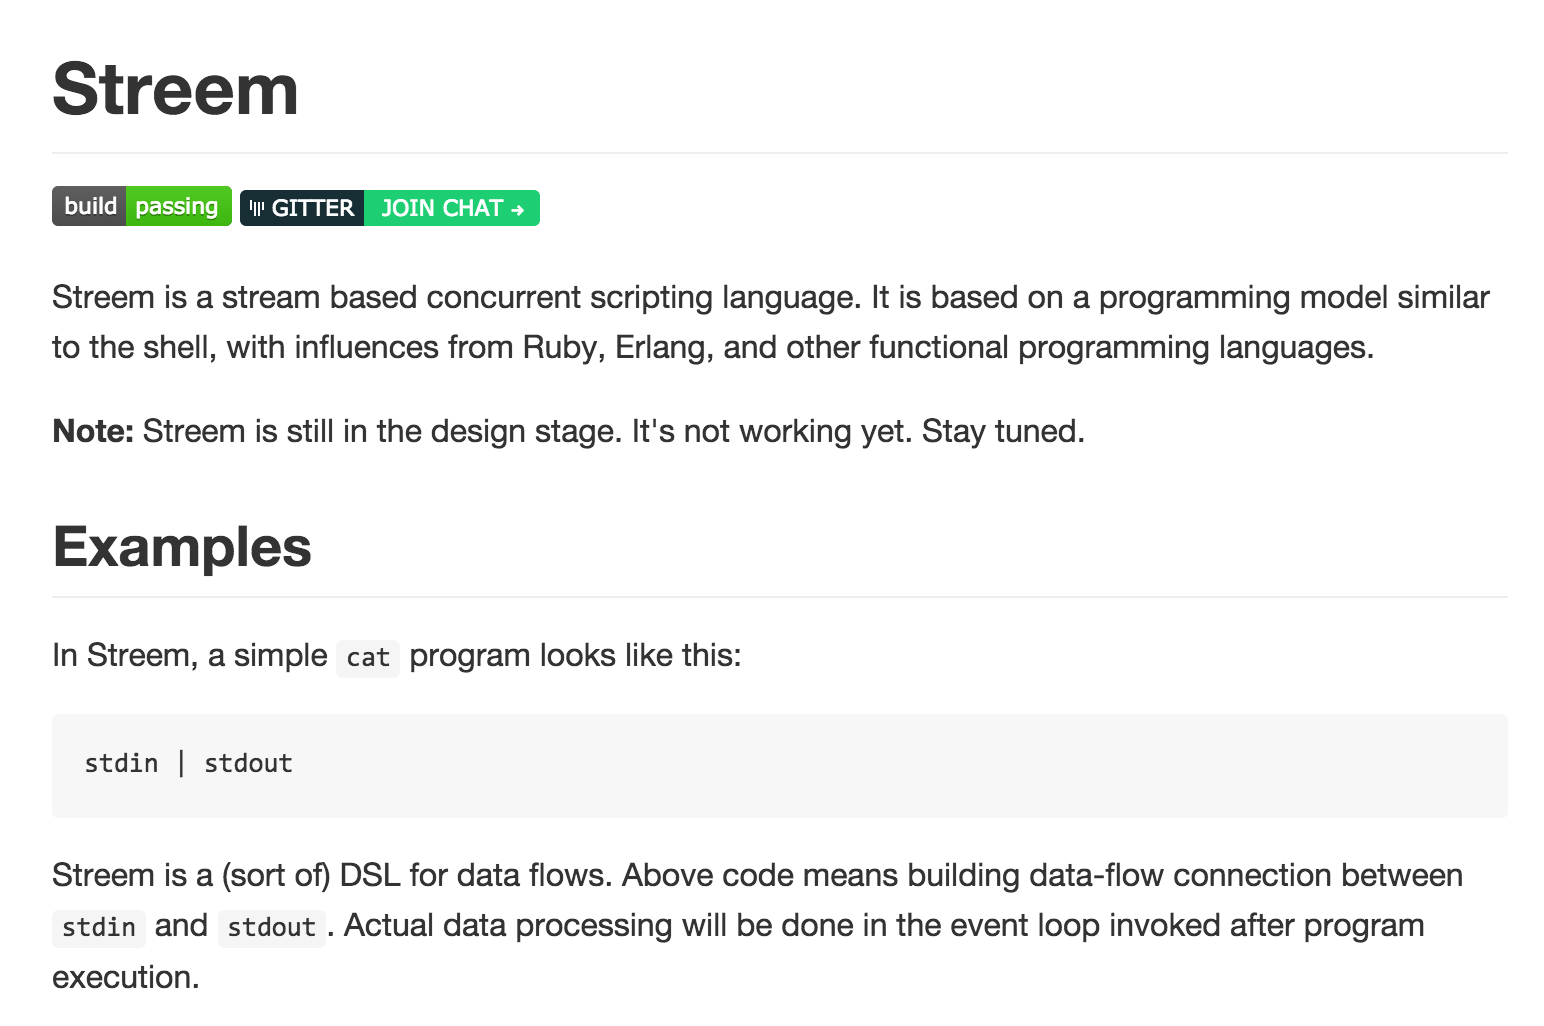 Streem
build passing GITTER JOIN CHAT →
Streem is a stream based concurrent scripting language. It is based on a programming model similar
to the shell, with influences from Ruby, Erlang, and other functional programming languages.
Note: Streem is still in the design stage. It's not working yet. Stay tuned.
Examples
In Streem, a simple cat program looks like this:
stdin | stdout
Streem is a (sort of) DSL for data flows. Above code means building data-flow connection between
stdin and stdout. Actual data processing will be done in the event loop invoked after program
execution.